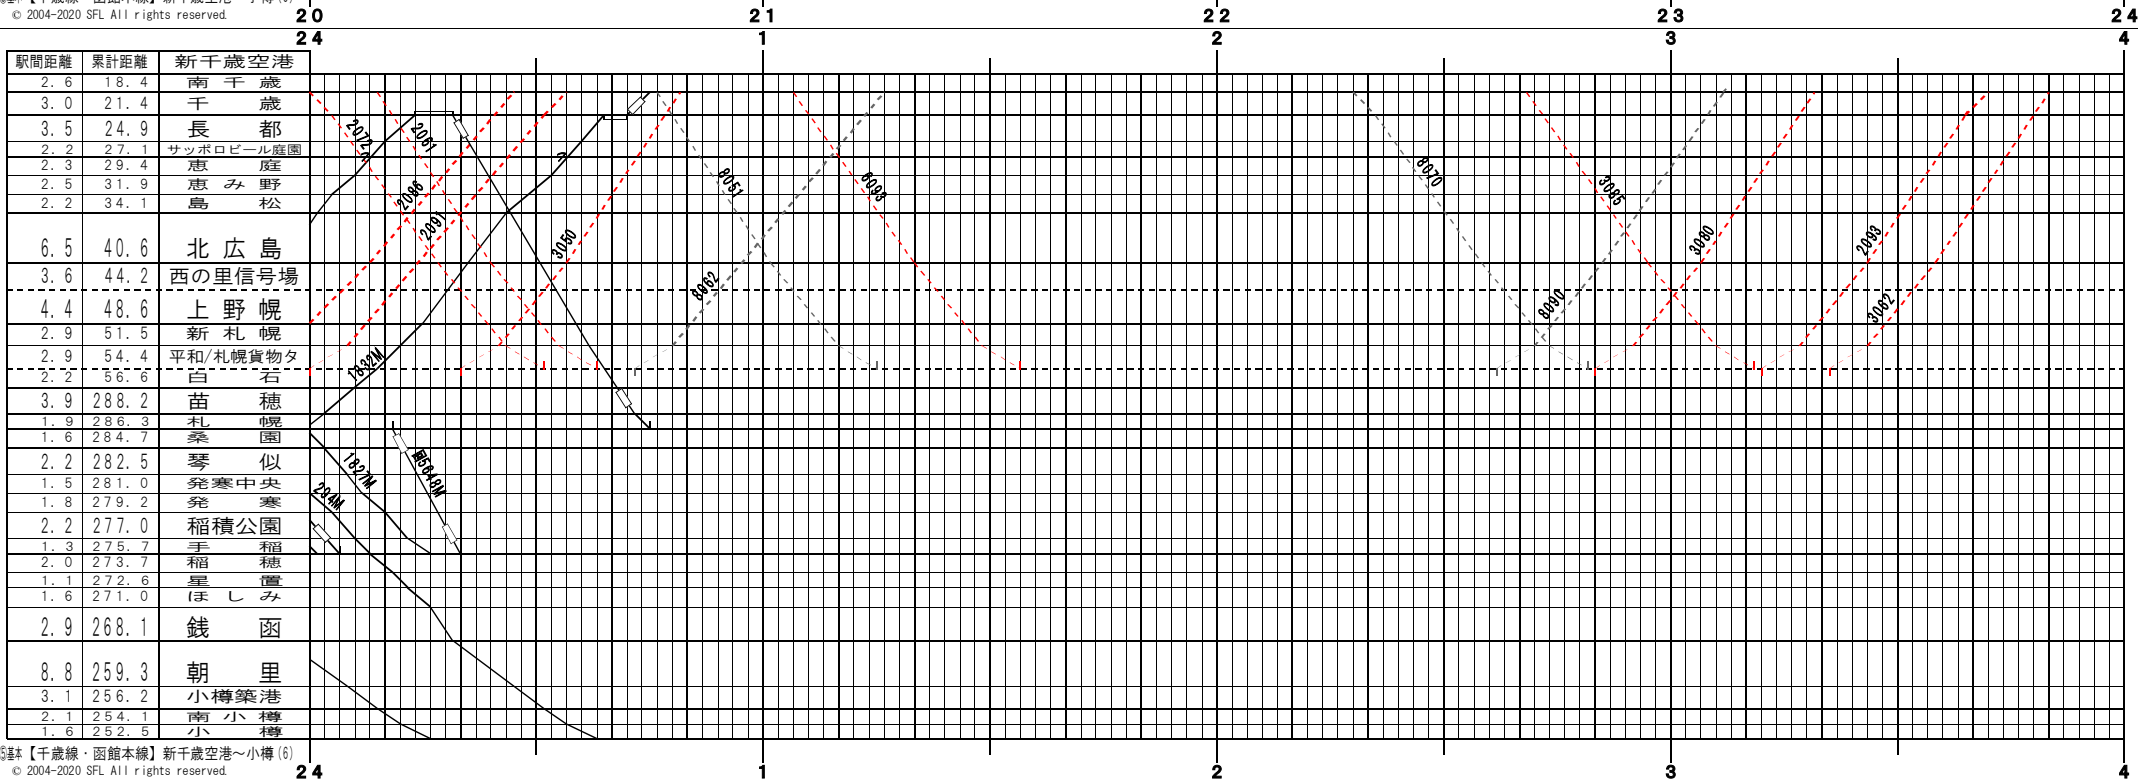 © 2004-2020 SFL All rights reserved.
20 21 22 23 24
24 1 2 3 4
駅間距離 累計距離 新千歳空港
2.6 18.4 南千歳
3.0 21.4 千歳
3.5 24.9 長都
2.2 27.1 サッポロビール庭園
2.3 29.4 恵庭
2.5 31.9 恵み野
2.2 34.1 島松
6.5 40.6 北広島
3.6 44.2 西の里信号場
4.4 48.6 上野幌
2.9 51.5 新札幌
2.9 54.4 平和/札幌貨物タ
2.2 56.6 白石
3.9 288.2 苗穂
1.9 286.3 札幌
1.6 284.7 桑園
2.2 282.5 琴似
1.5 281.0 発寒中央
1.8 279.2 発寒
2.2 277.0 稲積公園
1.3 275.7 手稲
2.0 273.7 稲穂
1.1 272.6 星置
1.6 271.0 ほしみ
2.9 268.1 銭函
8.8 259.3 朝里
3.1 256.2 小樽築港
2.1 254.1 南小樽
1.6 252.5 小樽
2072
2061
2086
2091
3050
8051
8062
6093
8070
8090
3085
3080
2093
3062
1832M
1827M
294M
基本【千歳線・函館本線】新千歳空港～小樽(6)
© 2004-2020 SFL All rights reserved.
24 1 2 3 4